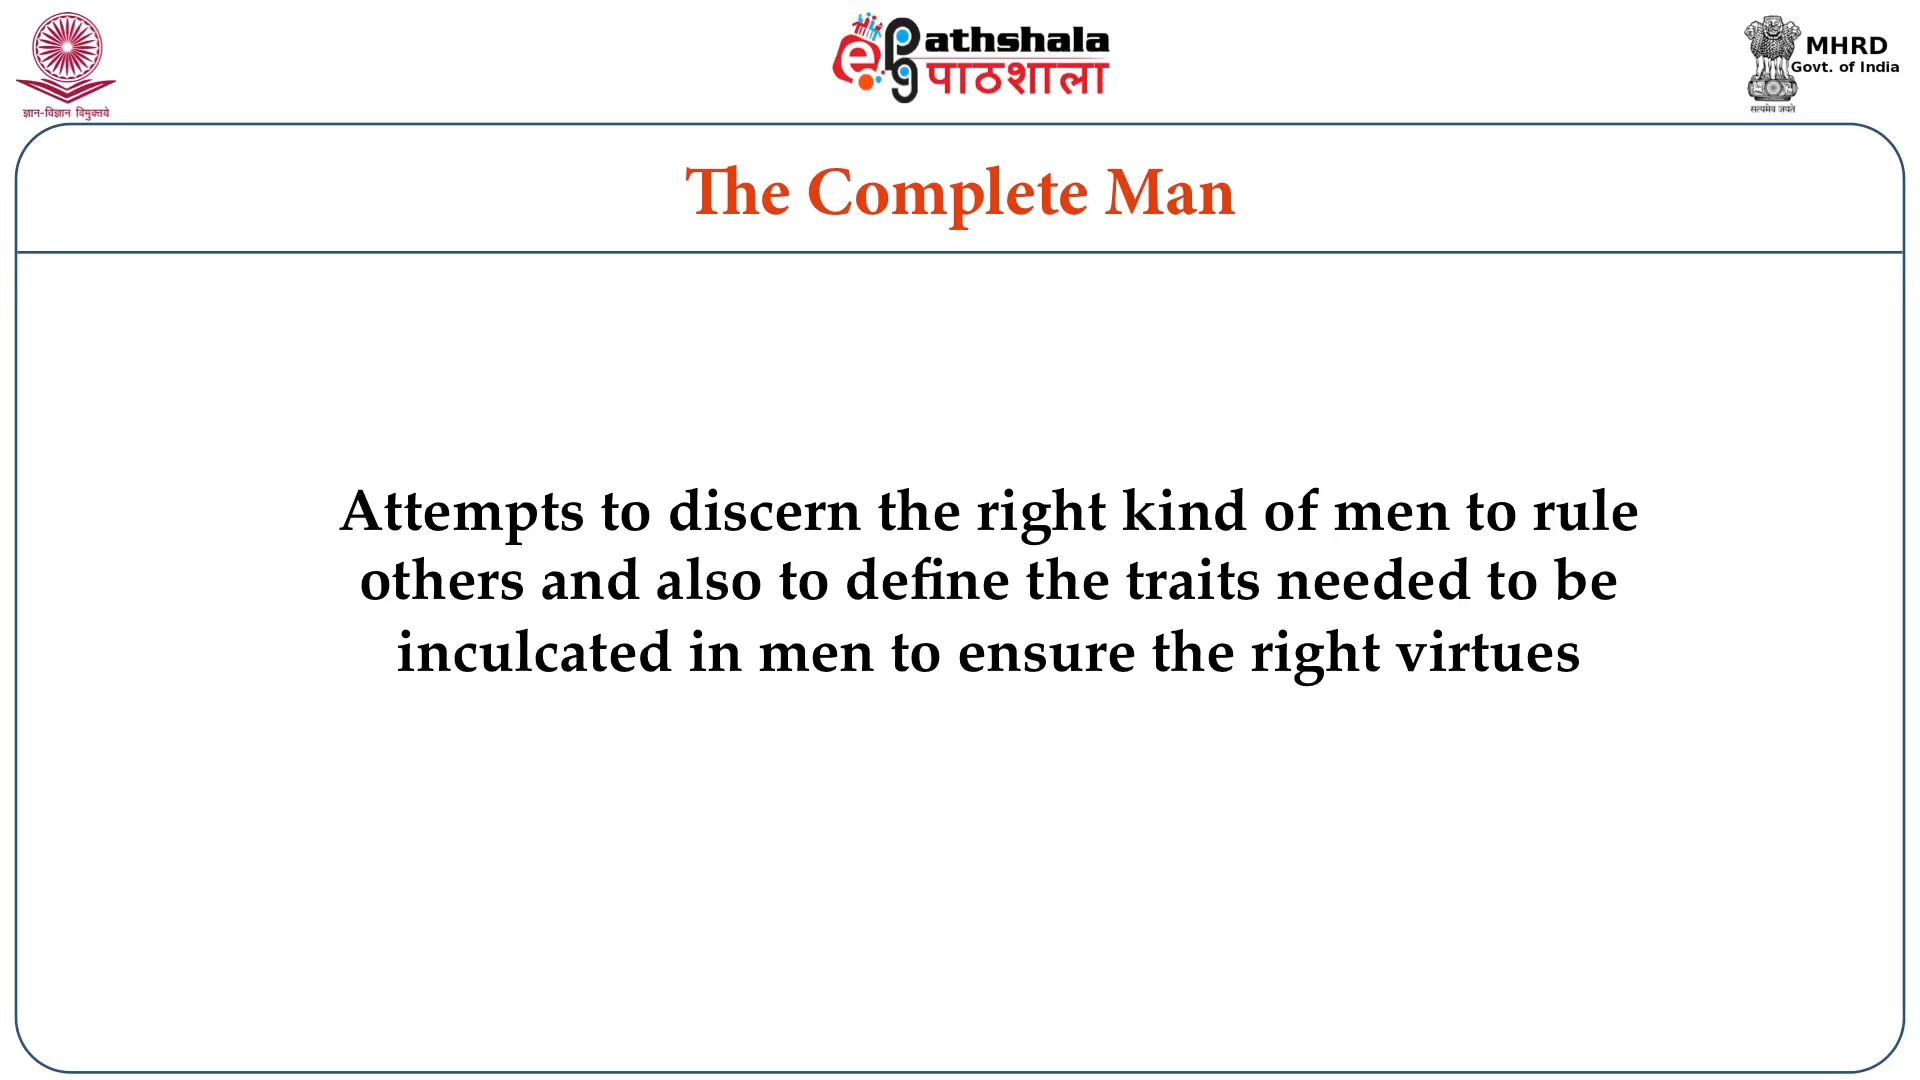 ज्ञान-विज्ञान विमुक्तये
ePathshala
पाठशाला
MHRD
Govt. of India
सत्यमेव जयते
The Complete Man
Attempts to discern the right kind of men to rule
others and also to define the traits needed to be
inculcated in men to ensure the right virtues